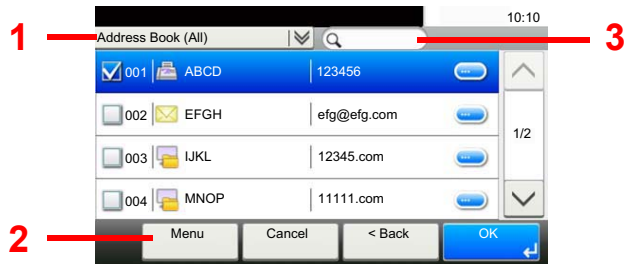 10:10
1 Address Book (All) 3
001 ABCD 123456
002 EFGH efg@efg.com
1/2
003 IJKL 12345.com
004 MNOP 11111.com
2 Menu Cancel < Back OK